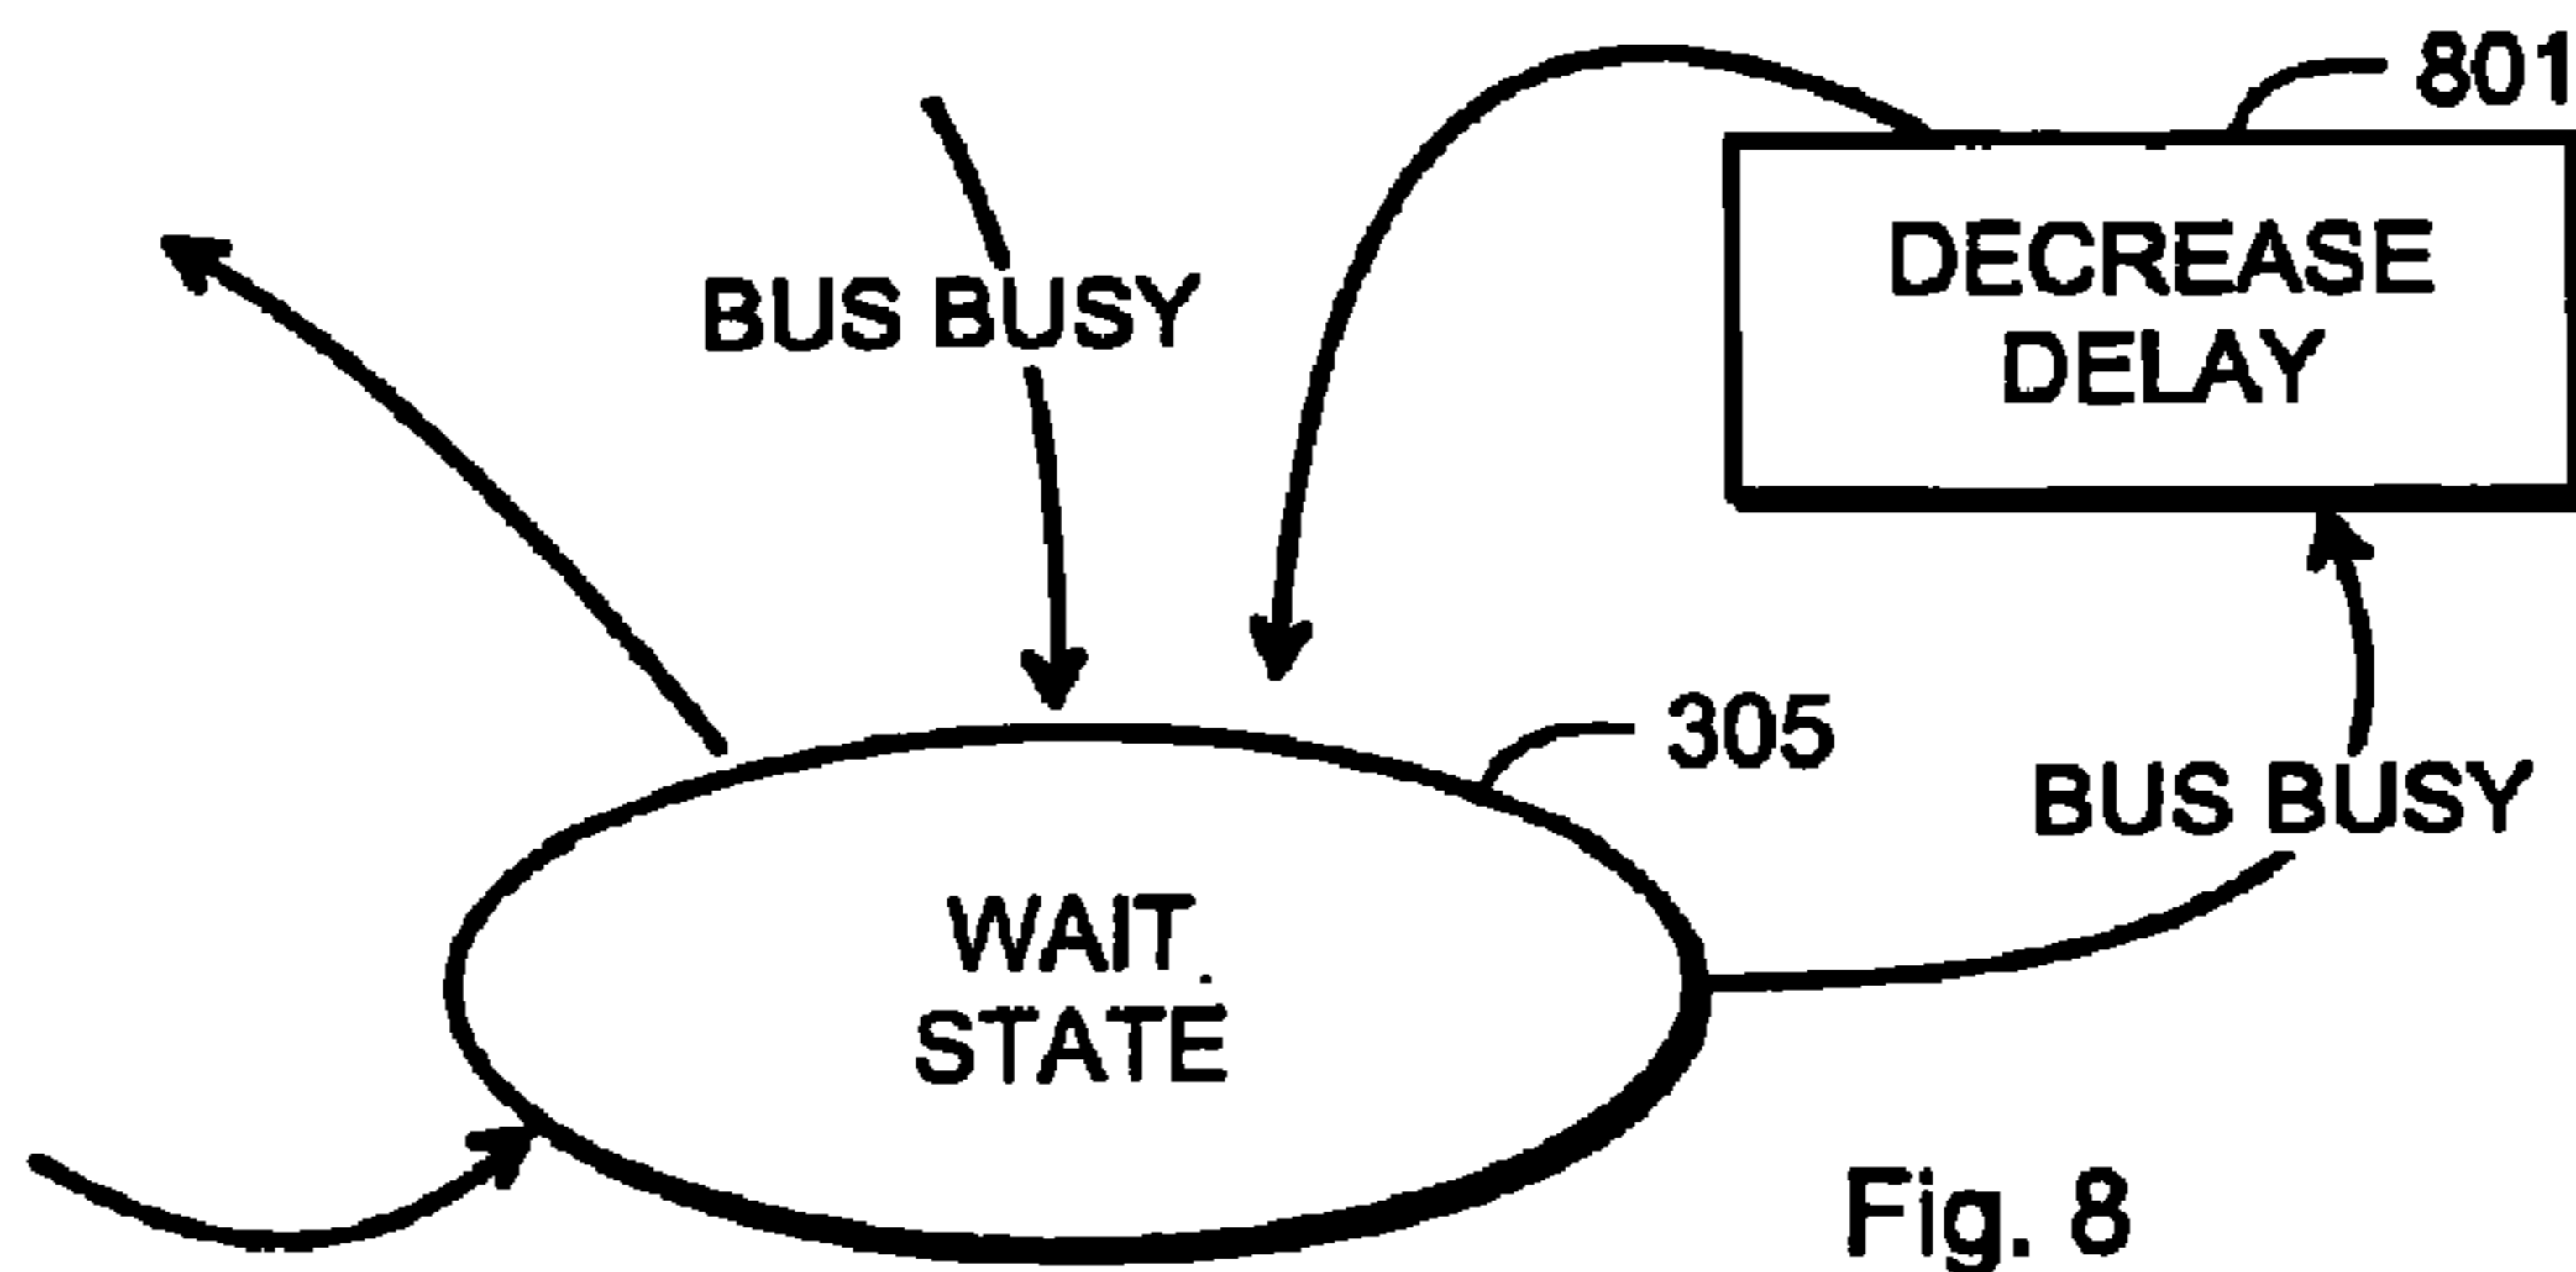 801
DECREASE
DELAY
BUS BUSY
305
BUS BUSY
WAIT
STATE
Fig. 8